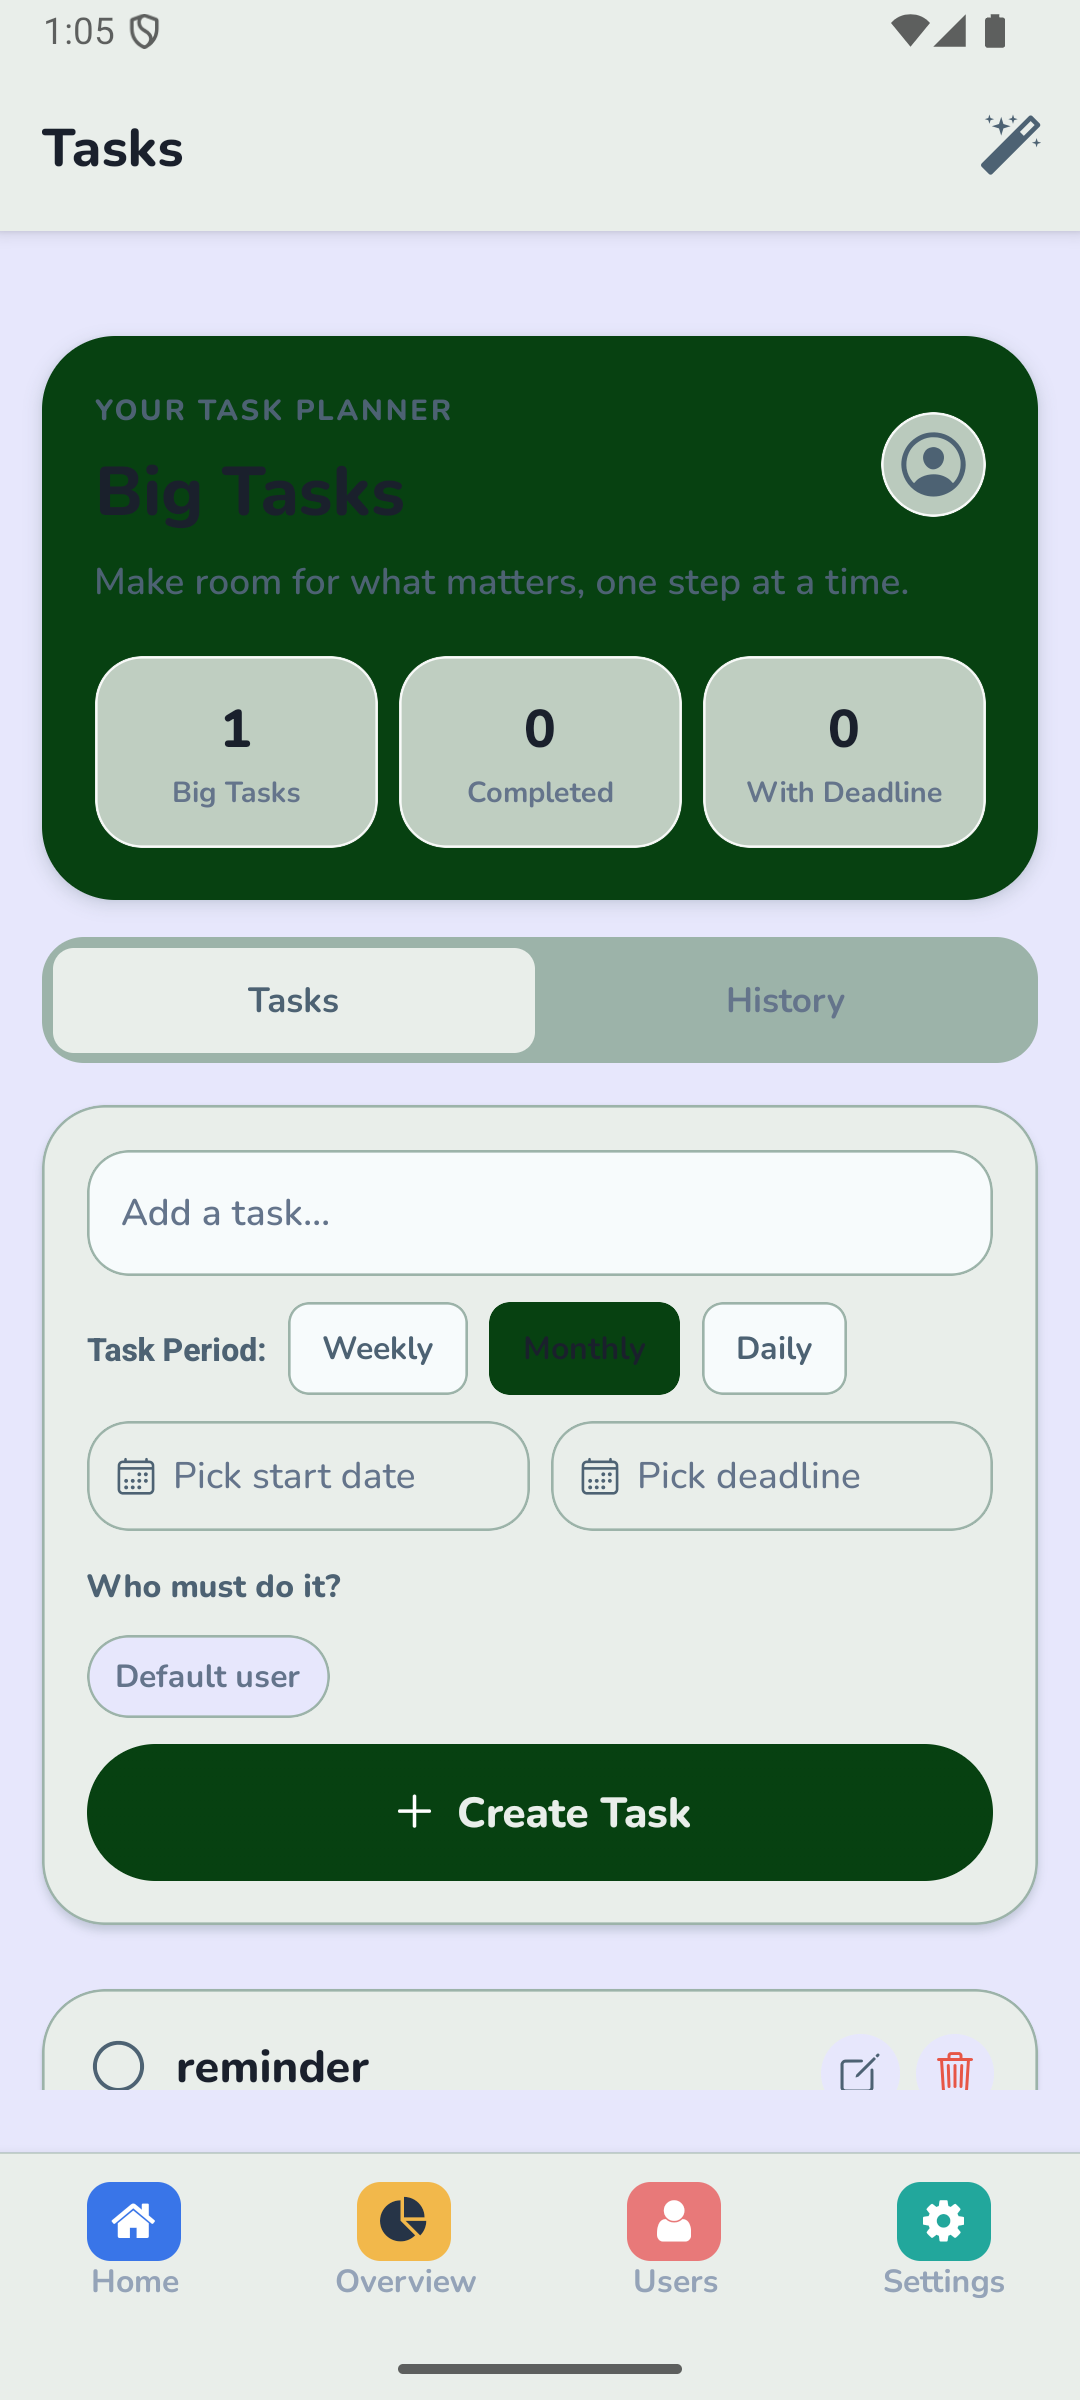 1:05
Tasks
YOUR TASK PLANNER
Big Tasks
Make room for what matters, one step at a time.
1
Big Tasks
0
Completed
0
With Deadline
Tasks
History
Add a task...
Task Period:
Weekly
Monthly
Daily
Pick start date
Pick deadline
Who must do it?
Default user
Create Task
reminder
Home
Overview
Users
Settings